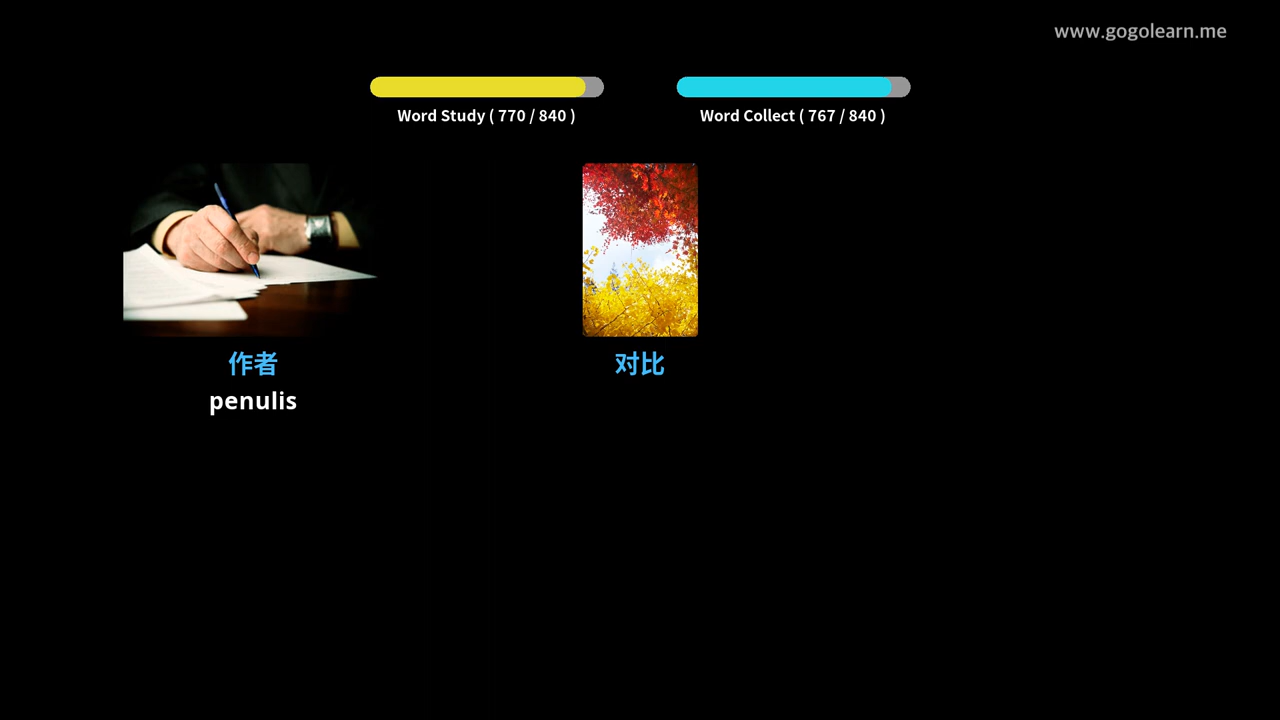 www.gogolearn.me
Word Study ( 770 / 840 )
Word Collect ( 767 / 840 )
作者
penulis
对比